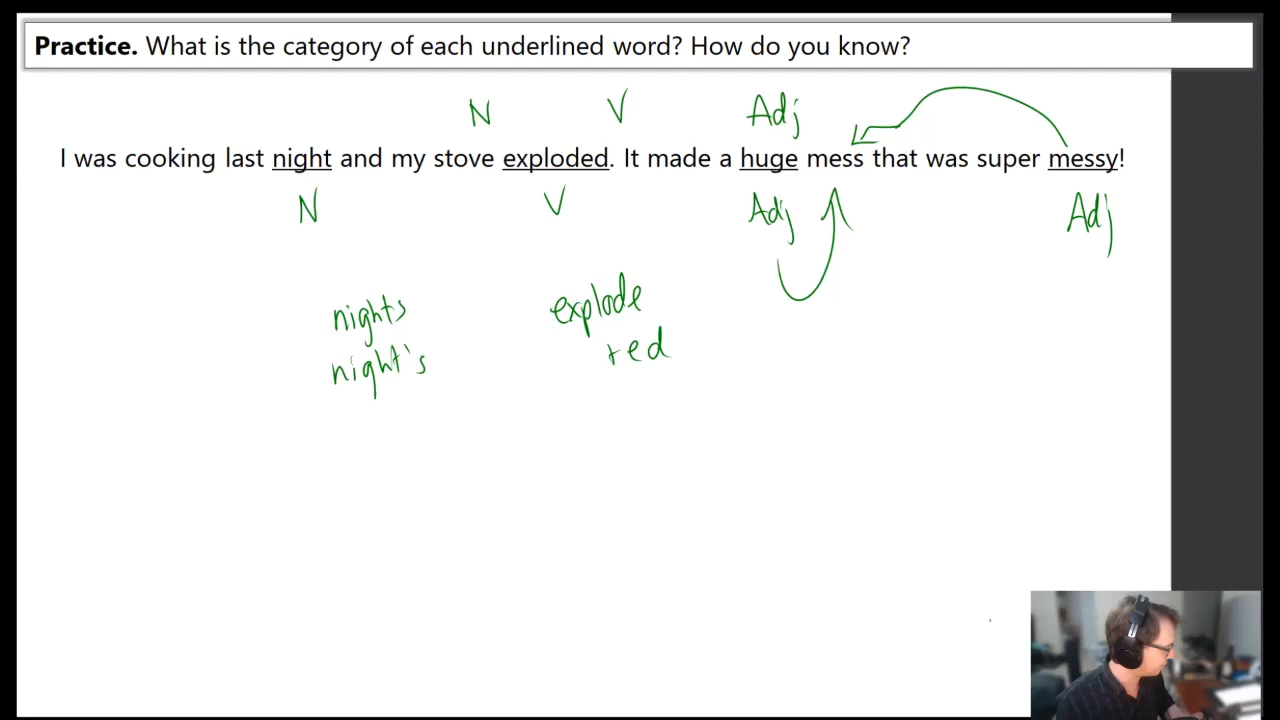 Practice. What is the category of each underlined word? How do you know?
N V Adj
I was cooking last night and my stove exploded. It made a huge mess that was super messy!
N V Adj Adj
nights explode
night's +ed